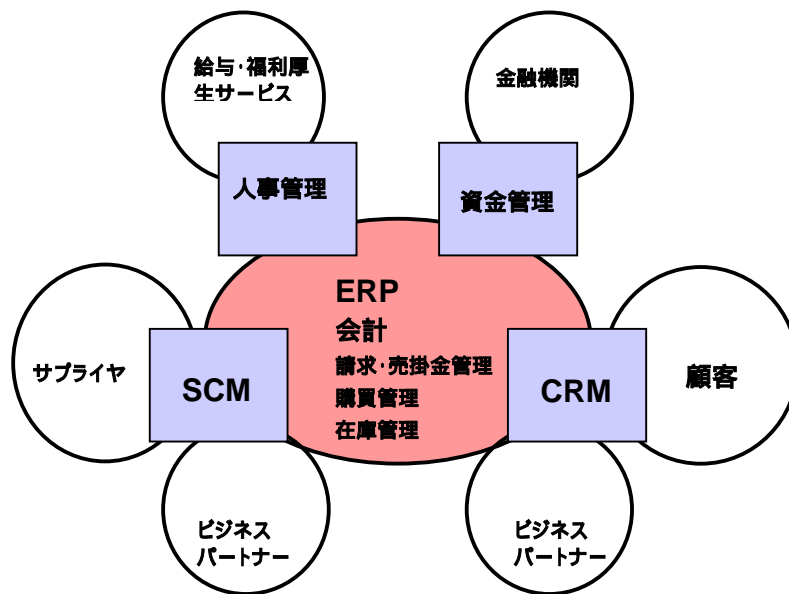 給与・福利厚
生サービス
金融機関
人事管理
資金管理
ERP
会計
請求・売掛金管理
購買管理
在庫管理
サプライヤ
SCM
CRM
顧客
ビジネス
パートナー
ビジネス
パートナー